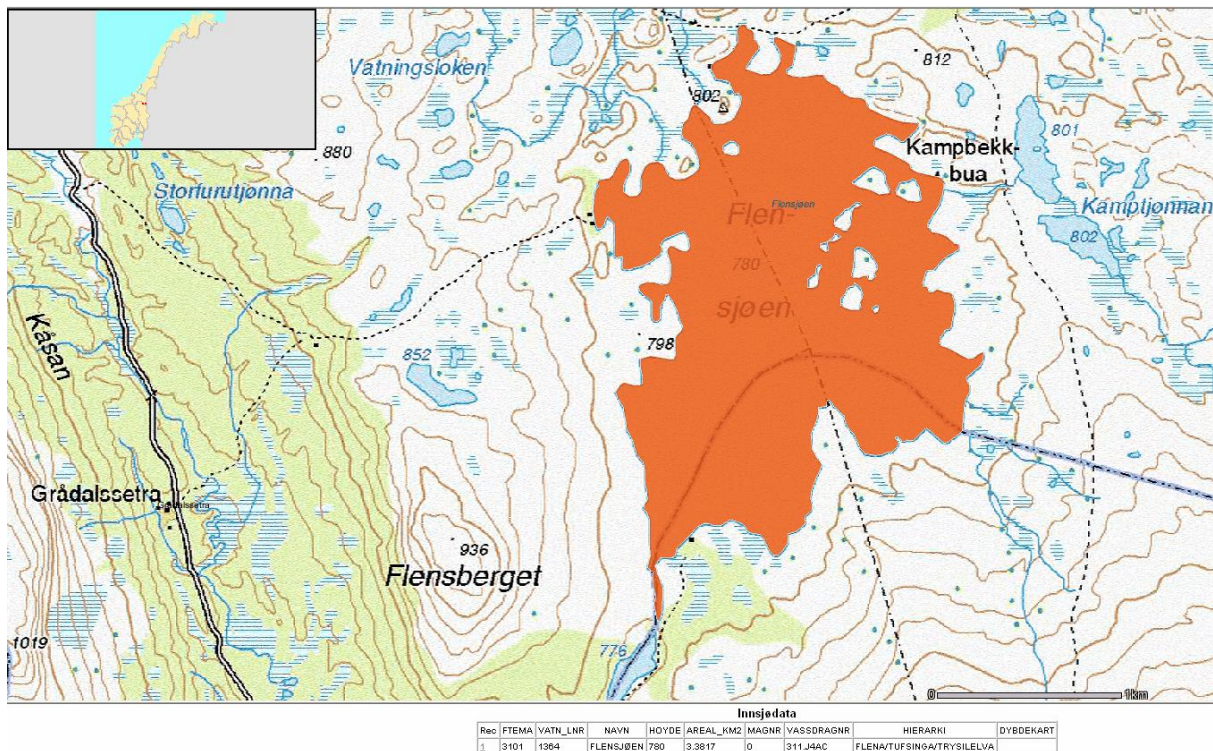 Vatningsloken
802
812
801
880
Kampbekk-
bua
Storfurutjønna
Flensjøen
Flen-
Kamptjønnan
802
780
sjøen
Kåsan
798
852
Grådalssetra
936
Flensberget
1019
776
0 1km
Innsjødata
Rec FTEMA VATN_LNR NAVN HOYDE AREAL_KM2 MAGNR VASSDRAGNR HIERARKI DYBDEKART
1 3101 1364 FLENSJØEN 780 3.3817 0 311.J4AC FLENA/TUFSINGA/TRYSILELVA